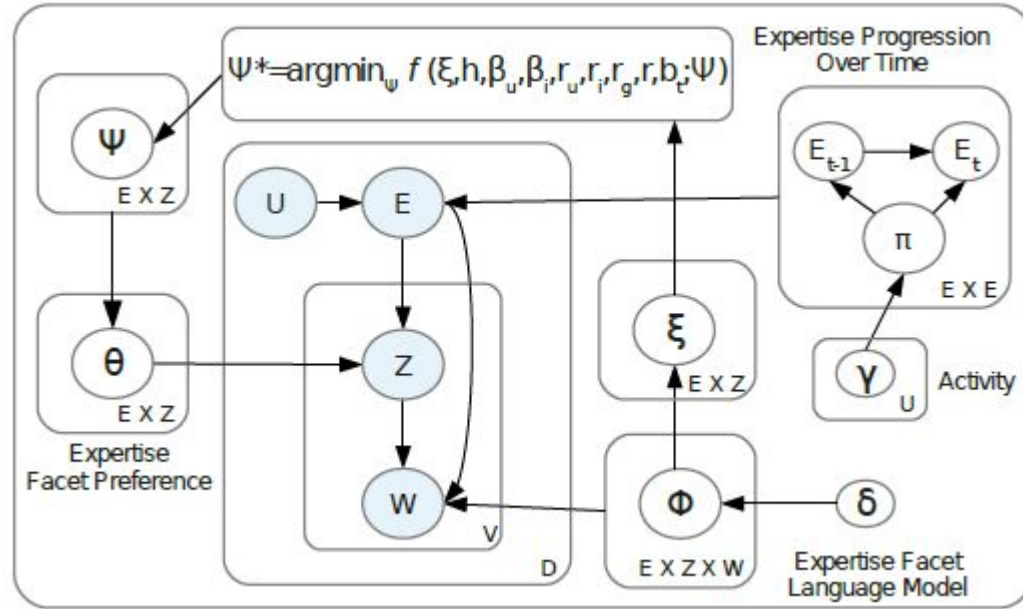 Ψ*=argmin_ψ f (ξ,h,β_u,β_i,r_u,r_i,r_g,r,b_t;Ψ)
Expertise Progression
Over Time
Ψ
E X Z
E_t-1
E_t
π
E X E
U
E
Z
W
V
D
θ
E X Z
Expertise
Facet Preference
ξ
E X Z
γ
U
Activity
Φ
E X Z X W
δ
Expertise Facet
Language Model